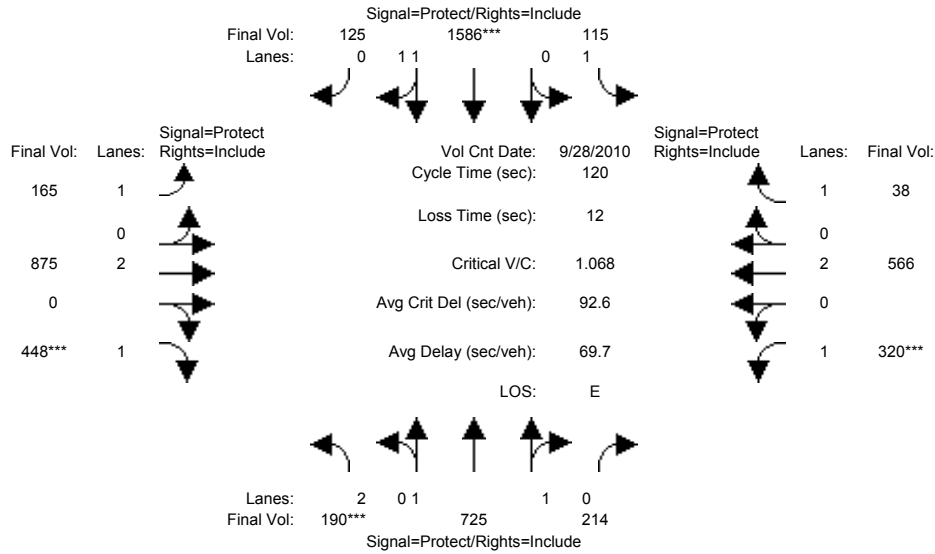 Signal=Protect/Rights=Include
Final Vol: 125 1586*** 115
Lanes: 0 1 1 0 1
Signal=Protect Signal=Protect
Final Vol: Lanes: Rights=Include Vol Cnt Date: 9/28/2010 Rights=Include Lanes: Final Vol:
Cycle Time (sec): 120
165 1 1 38
Loss Time (sec): 12
0 0
875 2 Critical V/C: 1.068 2 566
0 0 Avg Crit Del (sec/veh): 92.6 0
448*** 1 Avg Delay (sec/veh): 69.7 1 320***
LOS: E
Lanes: 2 0 1 1 0
Final Vol: 190*** 725 214
Signal=Protect/Rights=Include